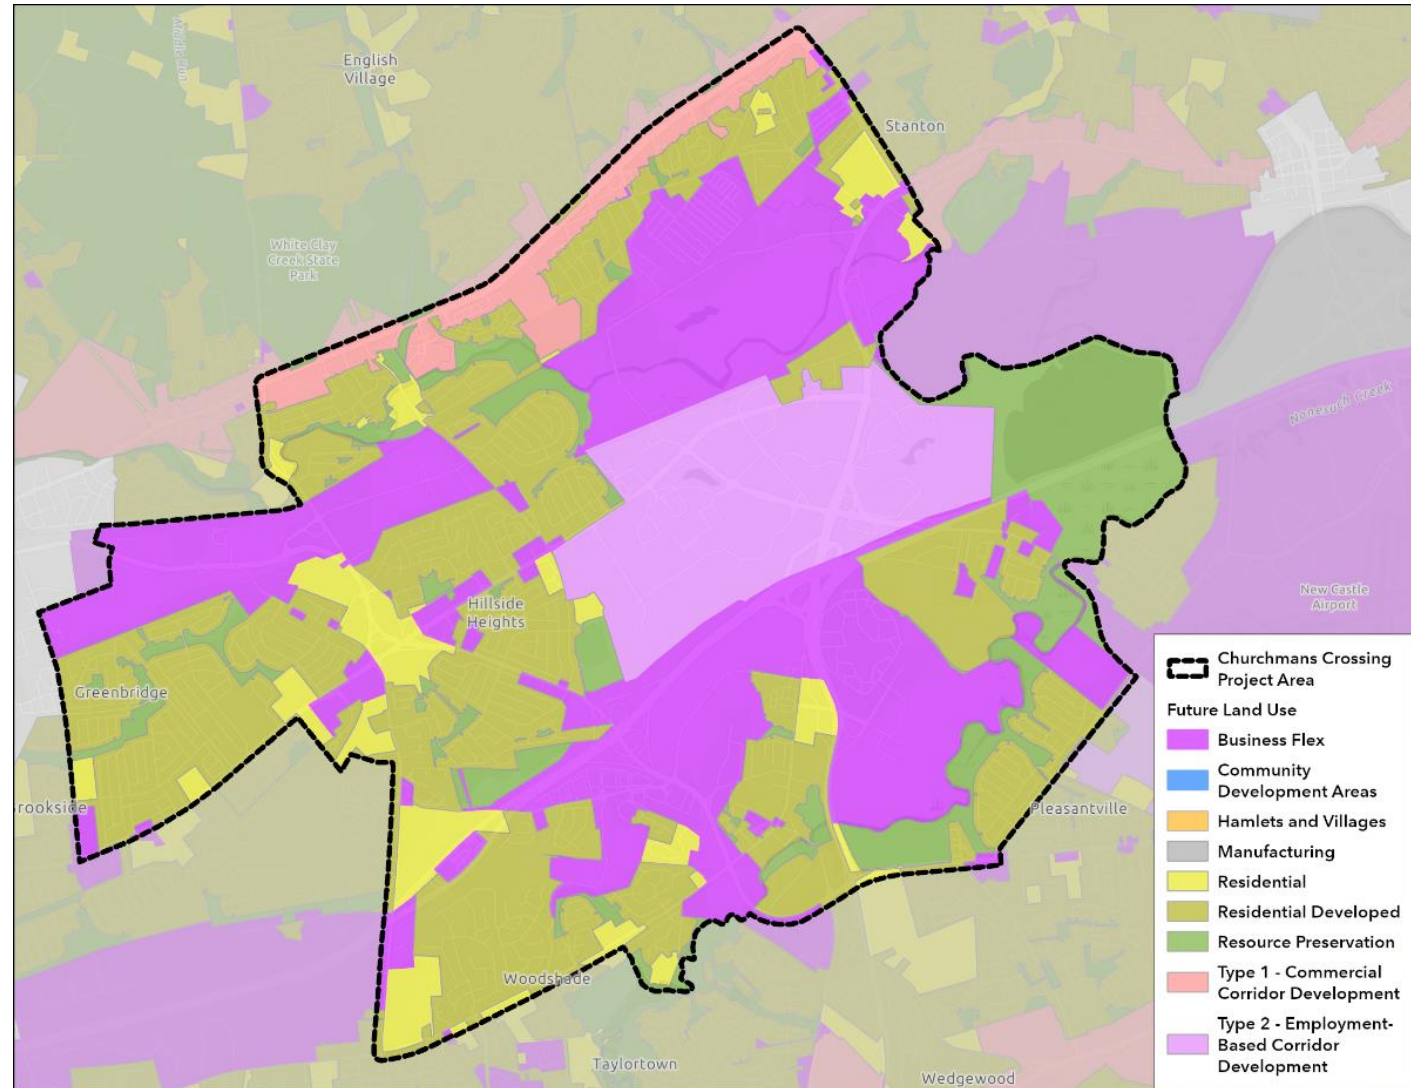 English
Village
Stanton
White Clay
Creek State
Park
Nonesuch Creek
Hillside
Heights
New Castle
Airport
Greenbridge
Brookside
Pleasantville
Woodshade
Taylortown
Wedgewood
Churchmans Crossing
Project Area
Future Land Use
Business Flex
Community
Development Areas
Hamlets and Villages
Manufacturing
Residential
Residential Developed
Resource Preservation
Type 1 - Commercial
Corridor Development
Type 2 - Employment-
Based Corridor
Development